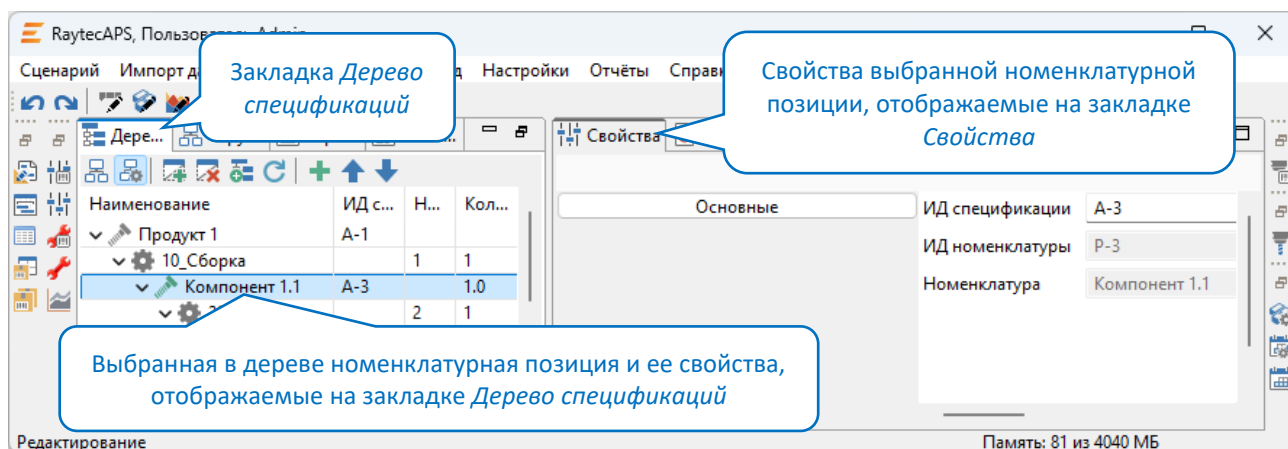 RaytecAPS, Пользователь: Admin
Закладка Дерево
спецификаций
Свойства выбранной номенклатурной
позиции, отображаемые на закладке
Свойства
Сценарий Импорт Настройки Отчёты
Дере...
Свойства
Наименование ИД с... Н... Кол...
Основные
ИД спецификации A-3
Продукт 1 A-1
ИД номенклатуры P-3
10_Сборка 1 1
Компонент 1.1 A-3 1.0
Номенклатура Компонент 1.1
2 1
Выбранная в дереве номенклатурная позиция и ее свойства,
отображаемые на закладке Дерево спецификаций
Редактирование
Память: 81 из 4040 МБ